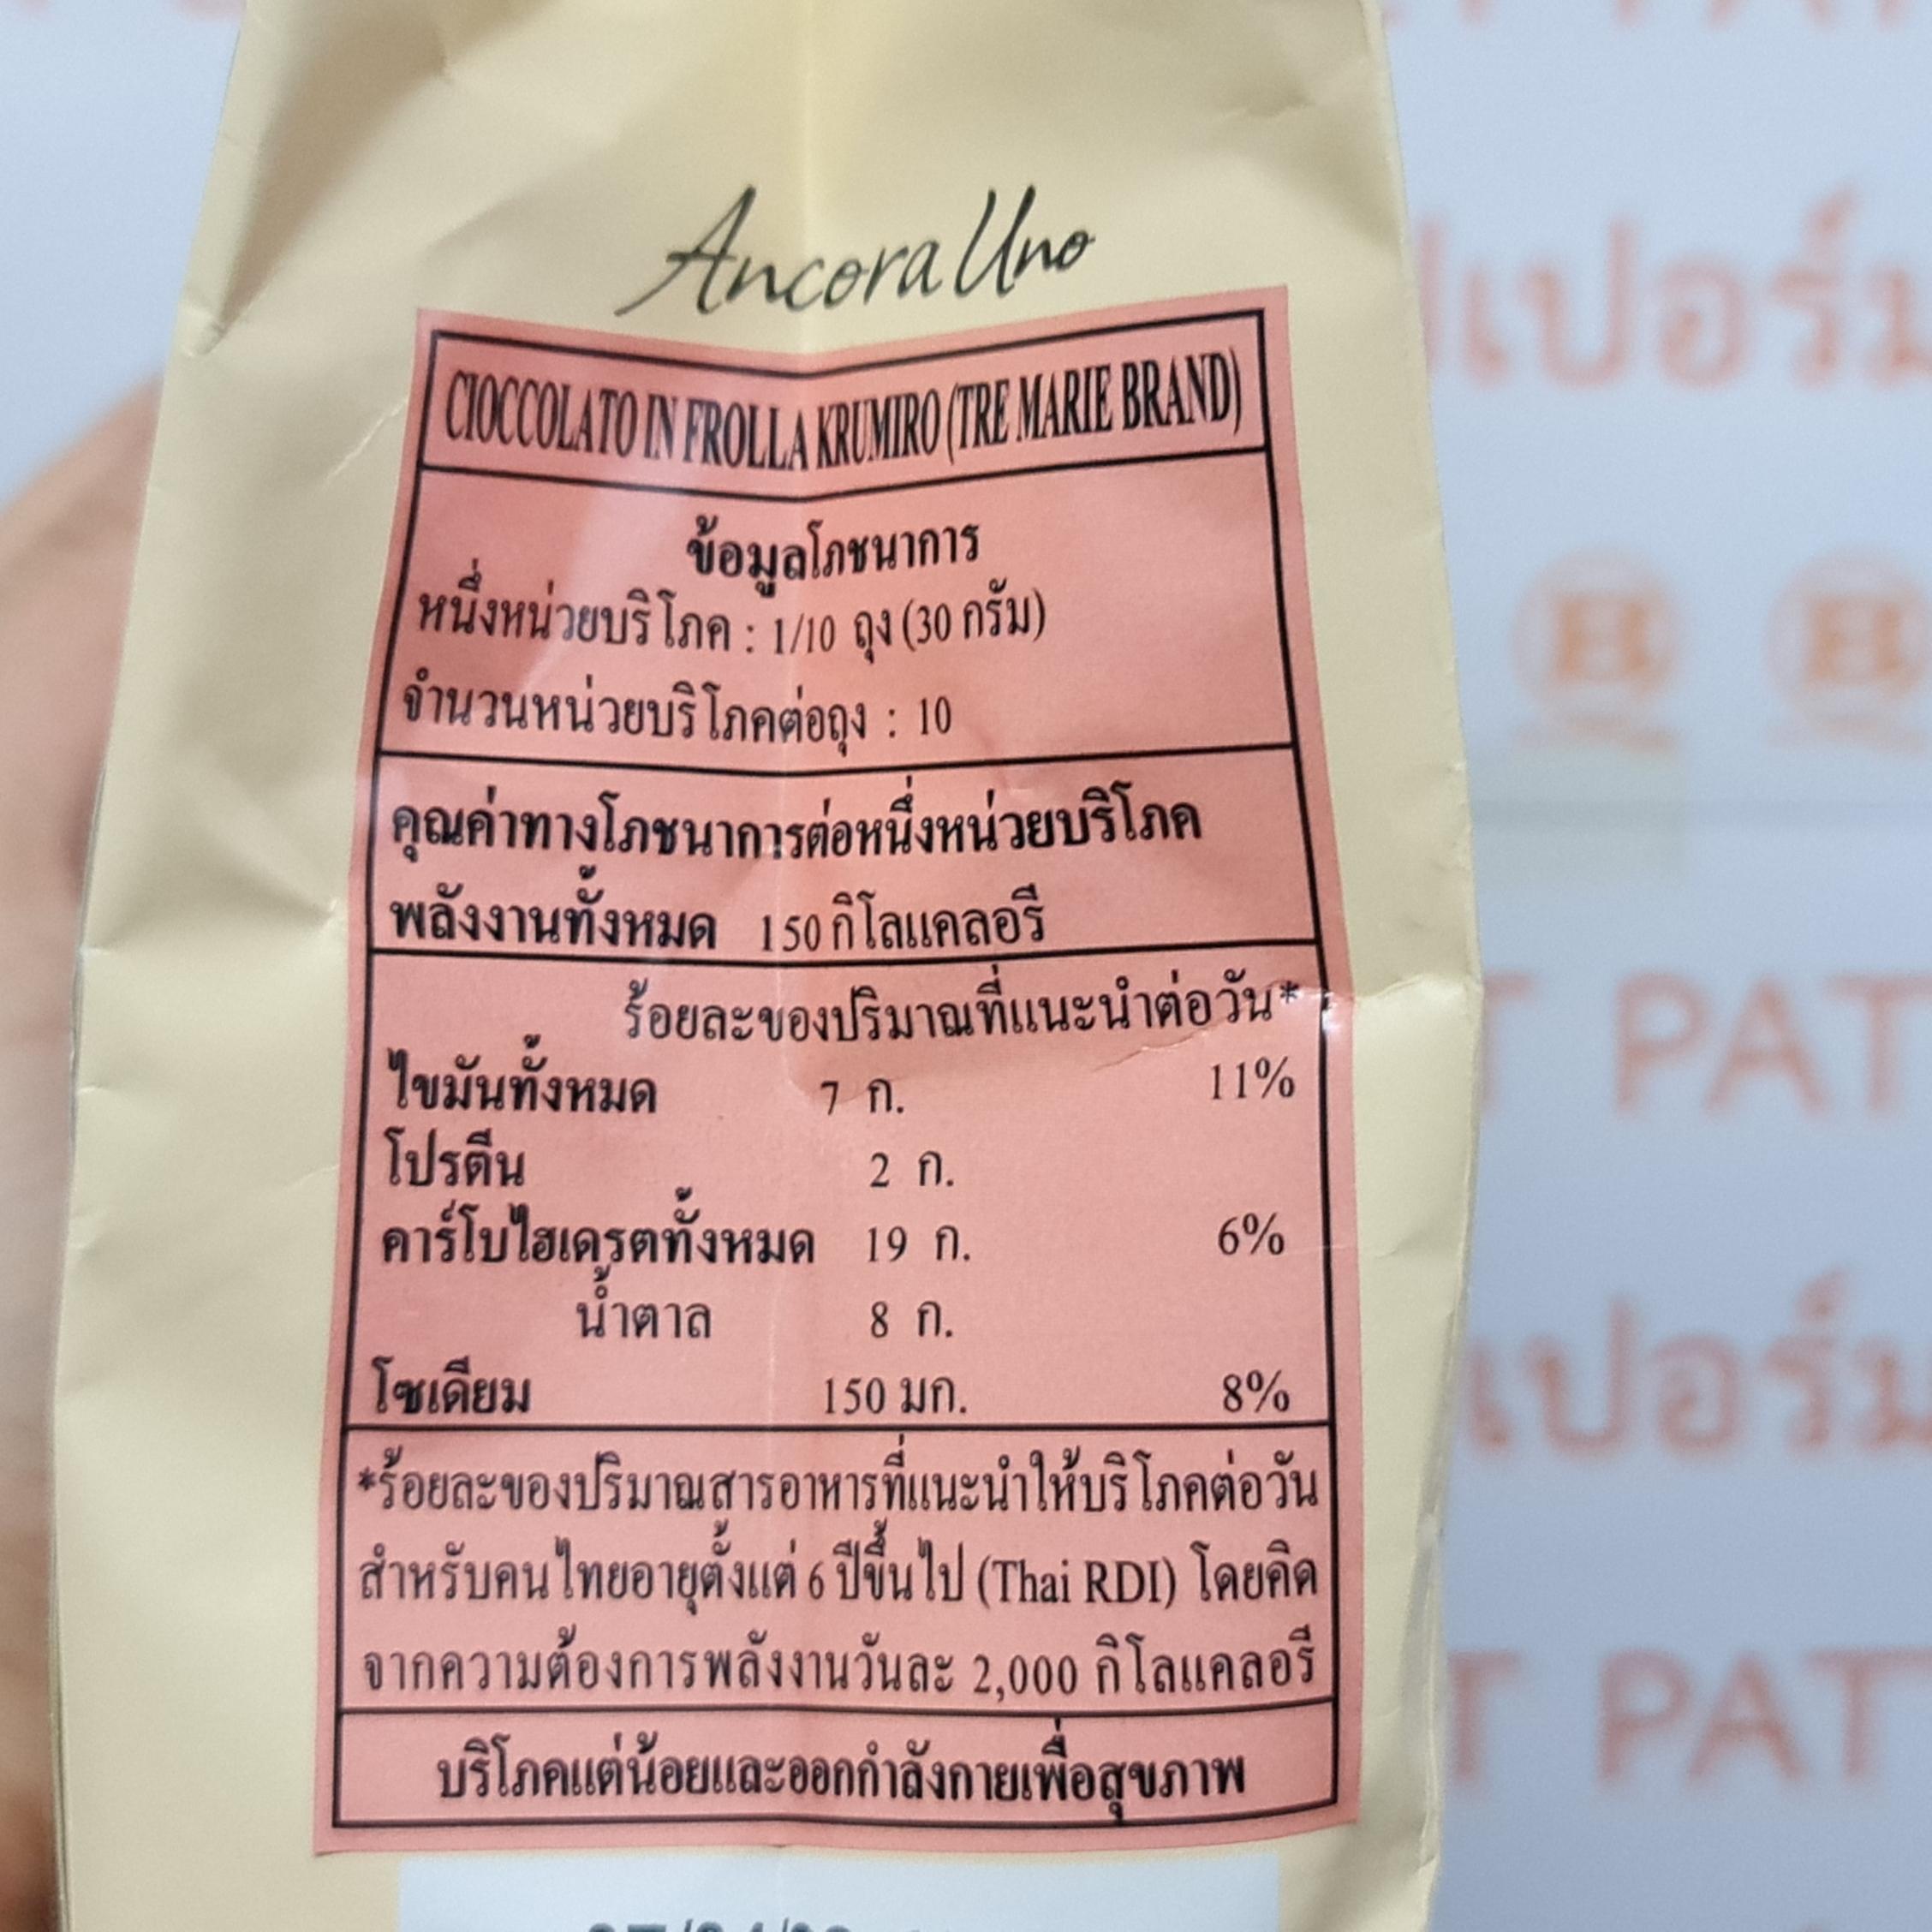 Ancora Uno
CIOCCOLATO IN FROLLA KRUMIRO (TRE MARIE BRAND)
ข้อมูลโภชนาการ
หนึ่งหน่วยบริโภค : 1/10 ถุง (30 กรัม)
จำนวนหน่วยบริโภคต่อถุง : 10
คุณค่าทางโภชนาการต่อหนึ่งหน่วยบริโภค
พลังงานทั้งหมด 150 กิโลแคลอรี
ร้อยละของปริมาณที่แนะนำต่อวัน*
ไขมันทั้งหมด 7 ก. 11%
โปรตีน 2 ก.
คาร์โบไฮเดรตทั้งหมด 19 ก. 6%
น้ำตาล 8 ก.
โซเดียม 150 มก. 8%
*ร้อยละของปริมาณสารอาหารที่แนะนำให้บริโภคต่อวัน
สำหรับคนไทยอายุตั้งแต่ 6 ปีขึ้นไป (Thai RDI) โดยคิด
จากความต้องการพลังงานวันละ 2,000 กิโลแคลอรี
บริโภคแต่น้อยและออกกำลังกายเพื่อสุขภาพ